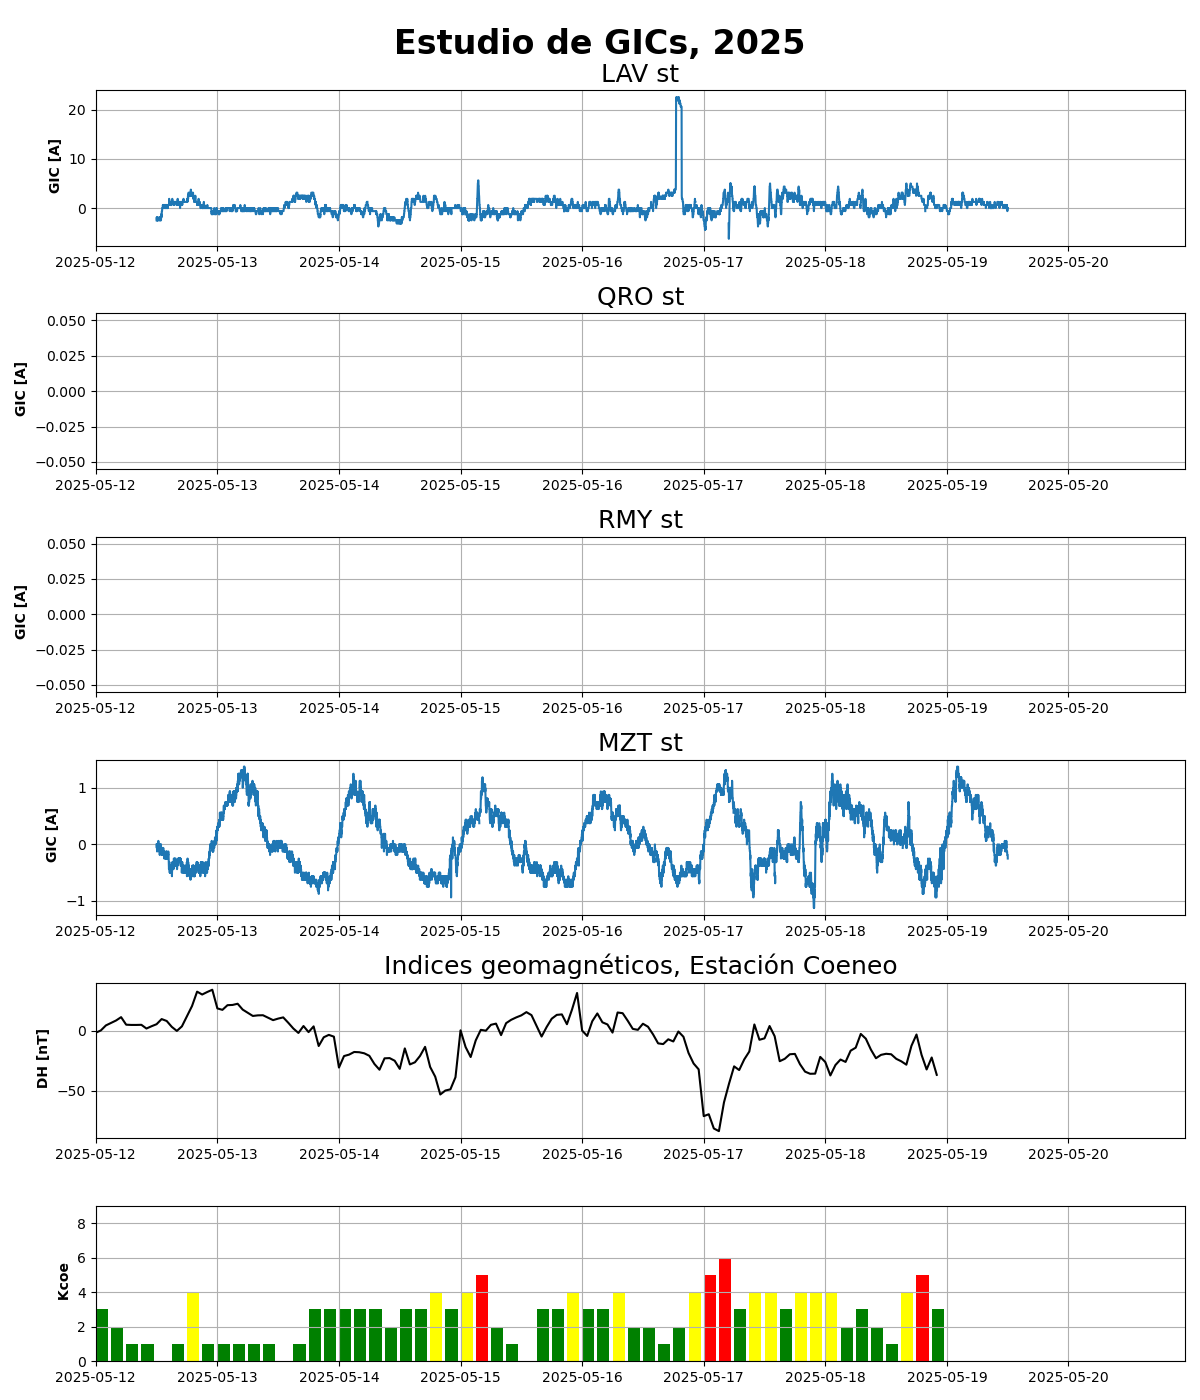 Estudio de GICs, 2025
LAV st
GIC [A]
20
10
0
2025-05-12 2025-05-13 2025-05-14 2025-05-15 2025-05-16 2025-05-17 2025-05-18 2025-05-19 2025-05-20
QRO st
GIC [A]
0.050
0.025
0.000
−0.025
−0.050
2025-05-12 2025-05-13 2025-05-14 2025-05-15 2025-05-16 2025-05-17 2025-05-18 2025-05-19 2025-05-20
RMY st
GIC [A]
0.050
0.025
0.000
−0.025
−0.050
2025-05-12 2025-05-13 2025-05-14 2025-05-15 2025-05-16 2025-05-17 2025-05-18 2025-05-19 2025-05-20
MZT st
GIC [A]
1
0
−1
2025-05-12 2025-05-13 2025-05-14 2025-05-15 2025-05-16 2025-05-17 2025-05-18 2025-05-19 2025-05-20
Indices geomagnéticos, Estación Coeneo
DH [nT]
0
−50
2025-05-12 2025-05-13 2025-05-14 2025-05-15 2025-05-16 2025-05-17 2025-05-18 2025-05-19 2025-05-20
Kcoe
8
6
4
2
0
2025-05-12 2025-05-13 2025-05-14 2025-05-15 2025-05-16 2025-05-17 2025-05-18 2025-05-19 2025-05-20